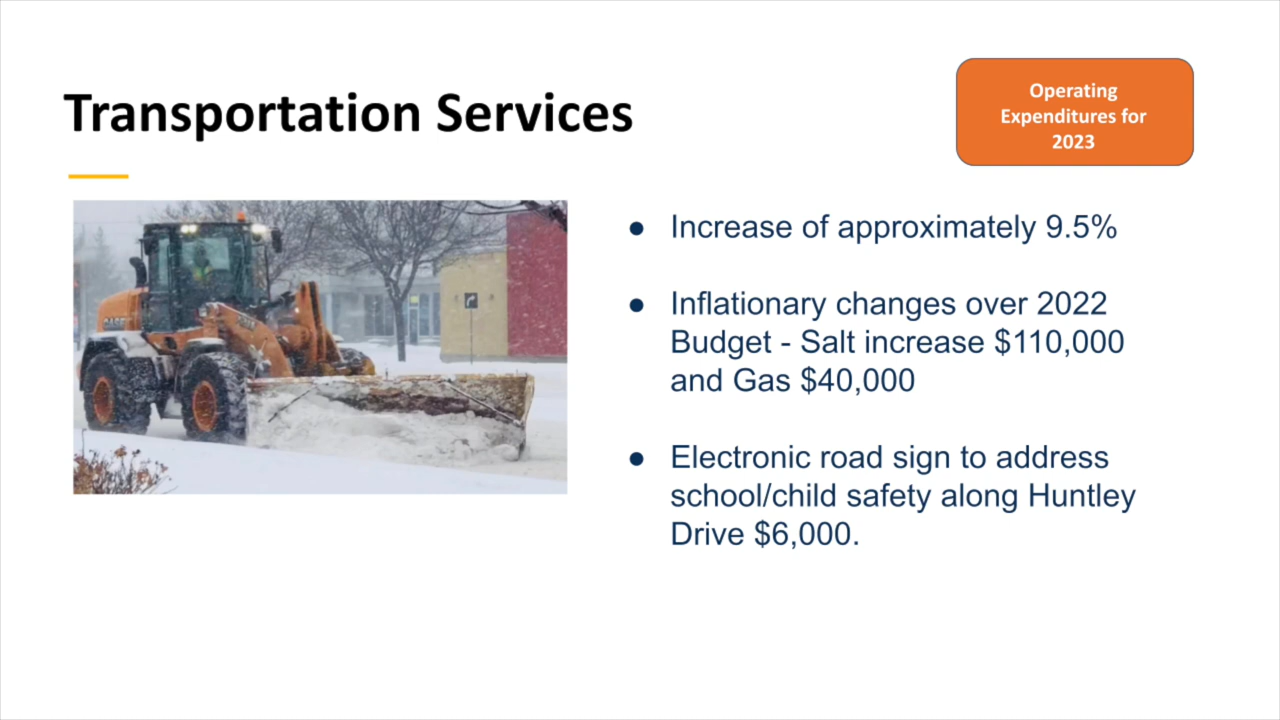 Transportation Services
Operating
Expenditures for
2023
● Increase of approximately 9.5%
● Inflationary changes over 2022
Budget - Salt increase $110,000
and Gas $40,000
● Electronic road sign to address
school/child safety along Huntley
Drive $6,000.
CASE